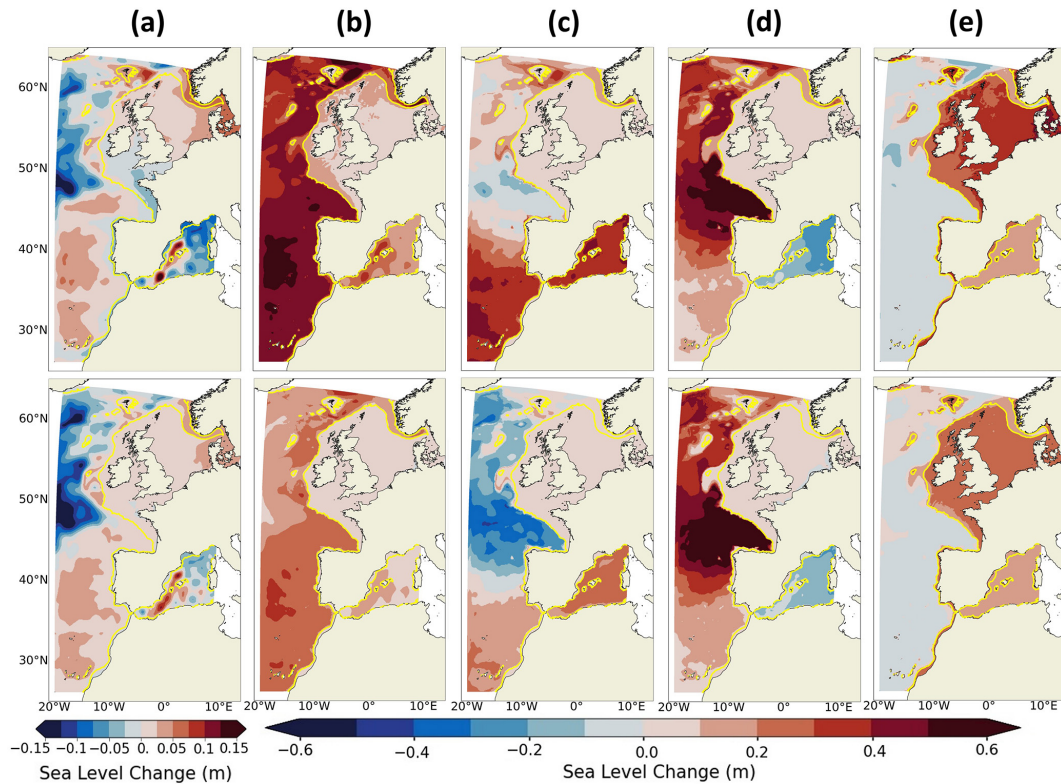 (a) (b) (c) (d) (e)
60°N
50°N
40°N
30°N
60°N
50°N
40°N
30°N
20°W 10°W 0° 10°E 20°W 10°W 0° 10°E 20°W 10°W 0° 10°E 20°W 10°W 0° 10°E 20°W 10°W 0° 10°E
−0.15 −0.1 −0.05 0. 0.05 0.1 0.15 −0.6 −0.4 −0.2 0.0 0.2 0.4 0.6
Sea Level Change (m) Sea Level Change (m)